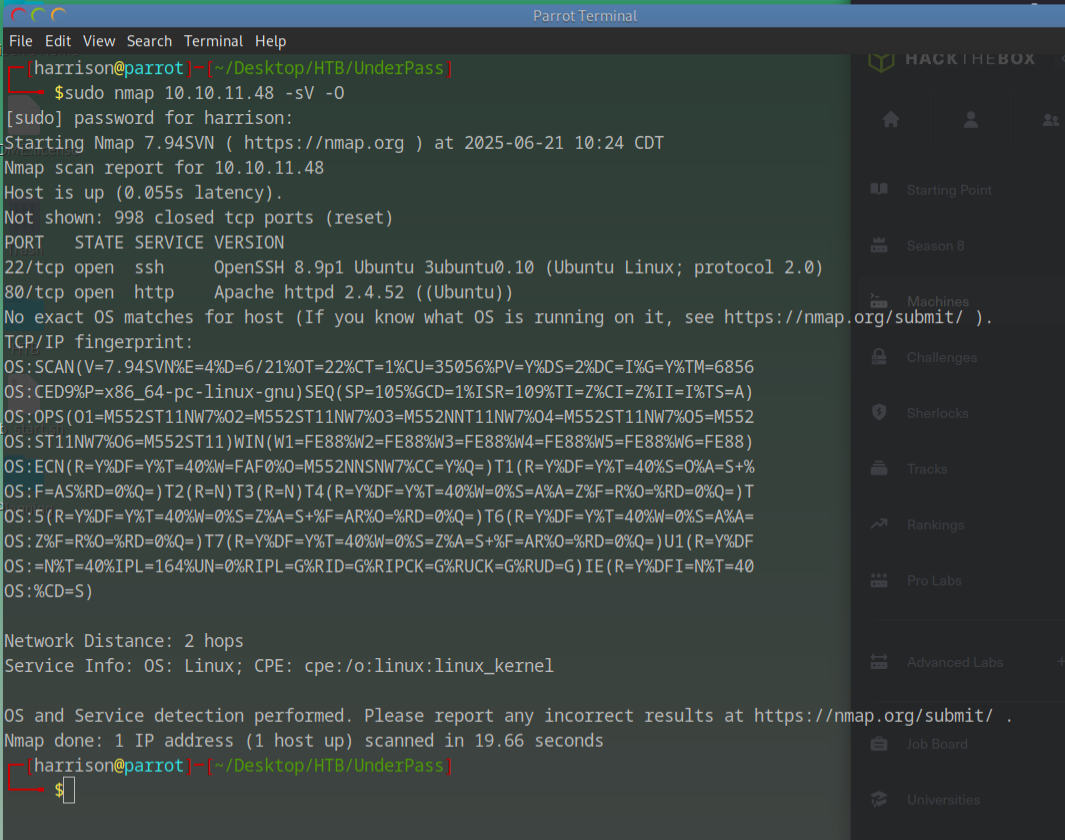 Parrot Terminal
File Edit View Search Terminal Help
[harrison@parrot]─[~/Desktop/HTB/UnderPass]
$sudo nmap 10.10.11.48 -sV -O
[sudo] password for harrison:
Starting Nmap 7.94SVN ( https://nmap.org ) at 2025-06-21 10:24 CDT
Nmap scan report for 10.10.11.48
Host is up (0.055s latency).
Not shown: 998 closed tcp ports (reset)
PORT   STATE SERVICE VERSION
22/tcp open  ssh     OpenSSH 8.9p1 Ubuntu 3ubuntu0.10 (Ubuntu Linux; protocol 2.0)
80/tcp open  http    Apache httpd 2.4.52 ((Ubuntu))
No exact OS matches for host (If you know what OS is running on it, see https://nmap.org/submit/ ).
TCP/IP fingerprint:
OS:SCAN(V=7.94SVN%E=4%D=6/21%OT=22%CT=1%CU=35056%PV=Y%DS=2%DC=I%G=Y%TM=6856
OS:CED9%P=x86_64-pc-linux-gnu)SEQ(SP=105%GCD=1%ISR=109%TI=Z%CI=Z%II=I%TS=A)
OS:OPS(O1=M552ST11NW7%O2=M552ST11NW7%O3=M552NNT11NW7%O4=M552ST11NW7%O5=M552
OS:ST11NW7%O6=M552ST11)WIN(W1=FE88%W2=FE88%W3=FE88%W4=FE88%W5=FE88%W6=FE88)
OS:ECN(R=Y%DF=Y%T=40%W=FAF0%O=M552NNSNW7%CC=Y%Q=)T1(R=Y%DF=Y%T=40%S=O%A=S+%
OS:F=AS%RD=0%Q=)T2(R=N)T3(R=N)T4(R=Y%DF=Y%T=40%W=0%S=A%A=Z%F=R%O=%RD=0%Q=)T
OS:5(R=Y%DF=Y%T=40%W=0%S=Z%A=S+%F=AR%O=%RD=0%Q=)T6(R=Y%DF=Y%T=40%W=0%S=A%A=
OS:Z%F=R%O=%RD=0%Q=)T7(R=Y%DF=Y%T=40%W=0%S=Z%A=S+%F=AR%O=%RD=0%Q=)U1(R=Y%DF
OS:=N%T=40%IPL=164%UN=0%RIPL=G%RID=G%RIPCK=G%RUCK=G%RUD=G)IE(R=Y%DFI=N%T=40
OS:%CD=S)
Network Distance: 2 hops
Service Info: OS: Linux; CPE: cpe:/o:linux:linux_kernel
OS and Service detection performed. Please report any incorrect results at https://nmap.org/submit/ .
Nmap done: 1 IP address (1 host up) scanned in 19.66 seconds
[harrison@parrot]─[~/Desktop/HTB/UnderPass]
$
HACKTHEBOX
Starting Point
Season 8
Machines
Challenges
Sherlocks
Tracks
Rankings
Pro Labs
Advanced Labs
Job Board
Universities